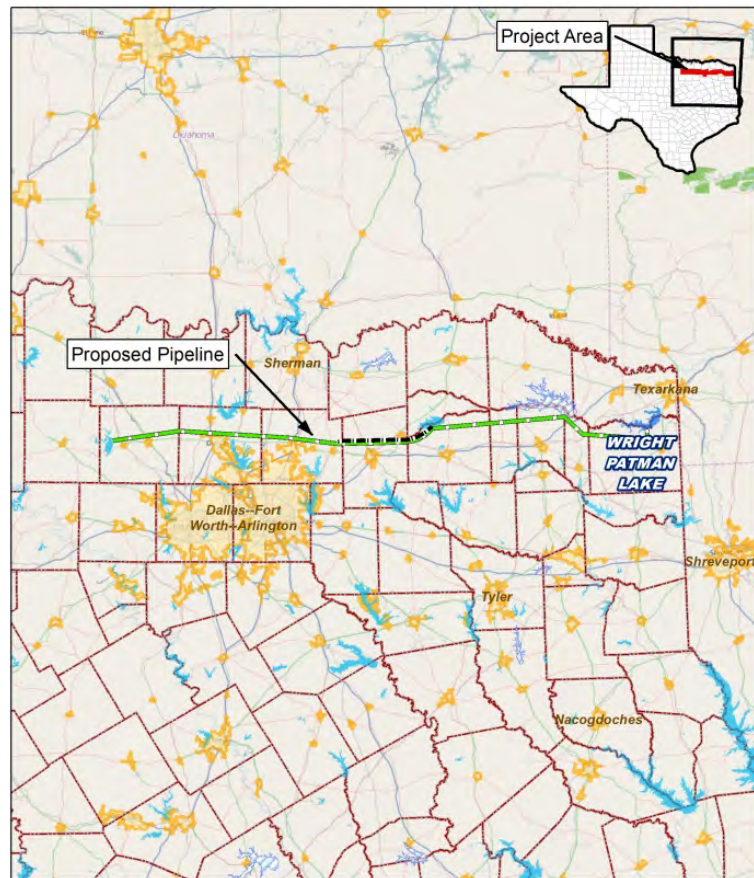 Project Area
Oklahoma
Proposed Pipeline
Sherman
Texarkana
WRIGHT
PATMAN
LAKE
Dallas--Fort
Worth--Arlington
Shreveport
Tyler
Nacogdoches